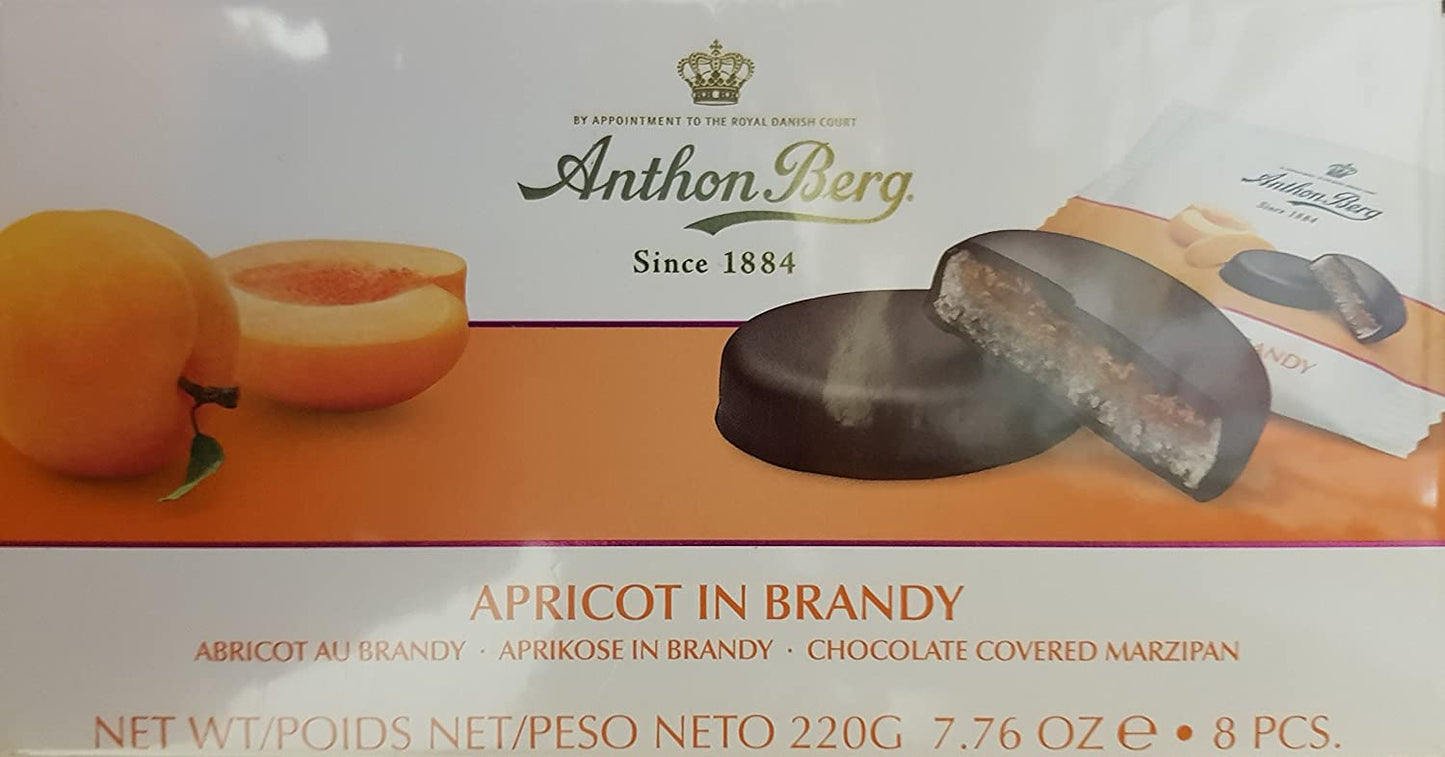 BY APPOINTMENT TO THE ROYAL DANISH COURT
Anthon Berg.
Since 1884
Anthon Berg
Since 1884
ANDY
APRICOT IN BRANDY
ABRICOT AU BRANDY · APRIKOSE IN BRANDY · CHOCOLATE COVERED MARZIPAN
NET WT/POIDS NET/PESO NETO 220G 7.76 OZ e • 8 PCS.